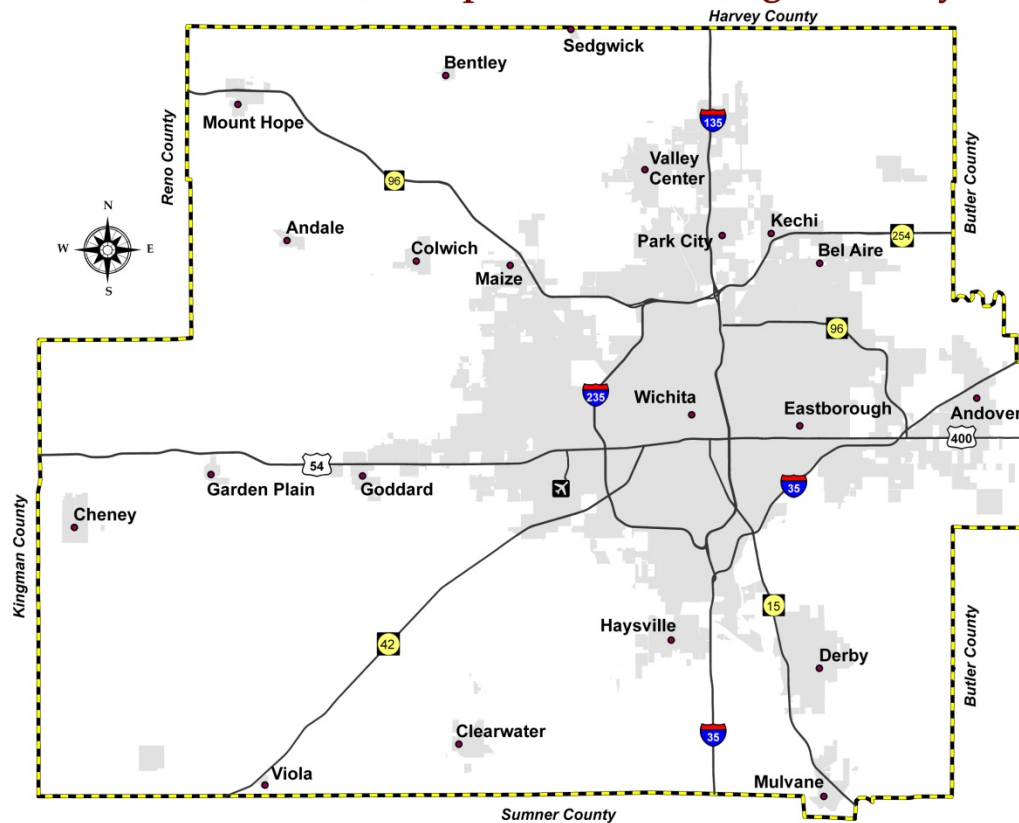 Harvey County
Sedgwick
Bentley
Mount Hope
135
Reno County
Valley
Center
Butler County
96
N
W
E
S
Andale
Colwich
Maize
Park City
Kechi
254
Bel Aire
96
235
Wichita
Eastborough
Andover
400
54
Garden Plain
Goddard
35
Cheney
Kingman County
15
42
Haysville
Derby
Butler County
Clearwater
35
Viola
Mulvane
Sumner County